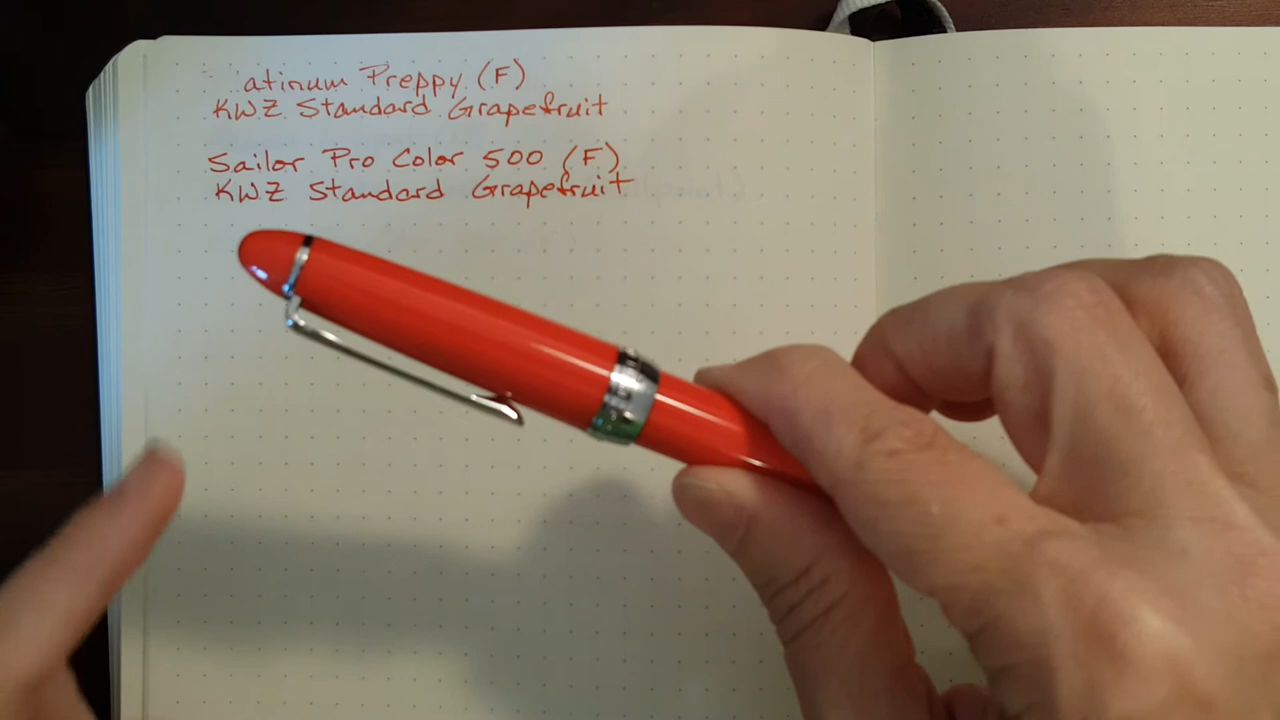 atinum Preppy (F)
KWZ Standard Grapefruit
Sailor Pro Color 500 (F)
KWZ Standard Grapefruit